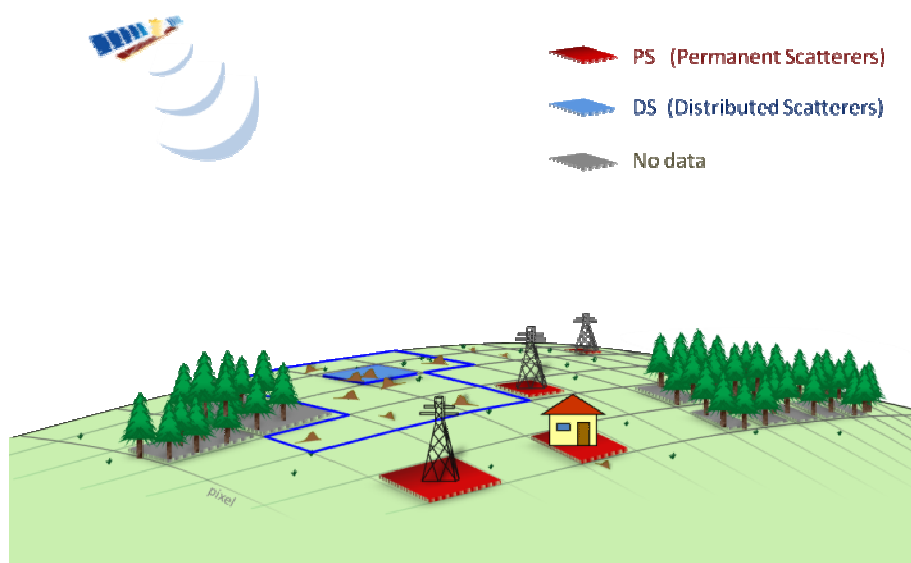 PS (Permanent Scatterers)
DS (Distributed Scatterers)
No data
pixel